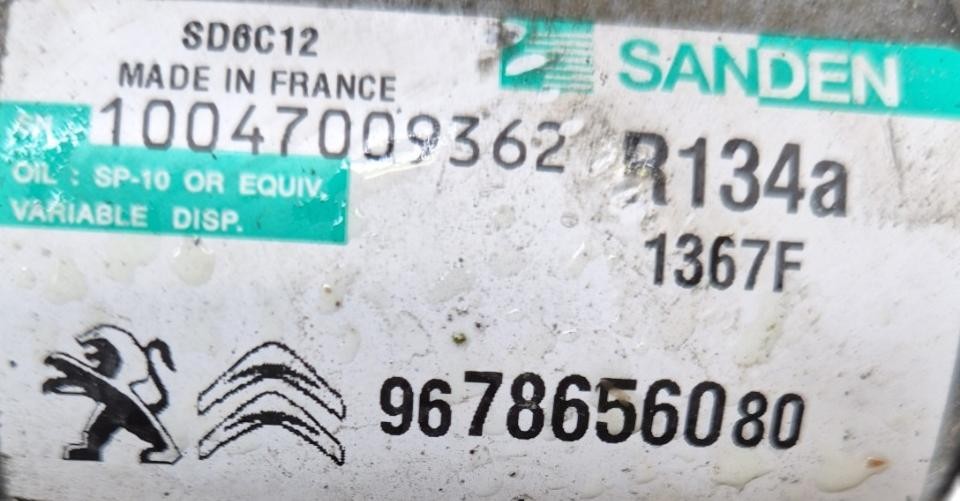 SD6C12
MADE IN FRANCE
SANDEN
10047009362
OIL : SP-10 OR EQUIV.
VARIABLE DISP.
R134a
1367F
9678656080